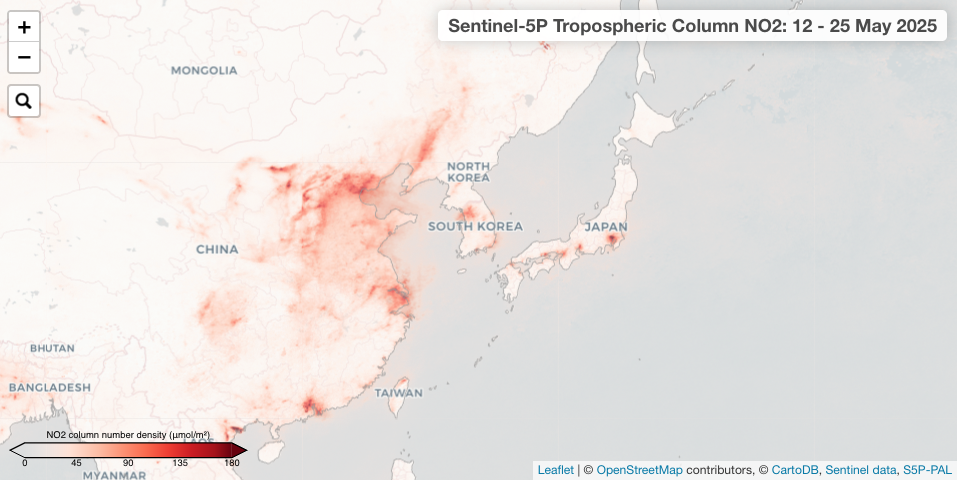 +
−
Sentinel-5P Tropospheric Column NO2: 12 - 25 May 2025
MONGOLIA
NORTH
KOREA
SOUTH KOREA
JAPAN
CHINA
BHUTAN
BANGLADESH
TAIWAN
NO2 column number density (μmol/m²)
LAOS
0 45 90 135 180
MYANMAR
Leaflet | © OpenStreetMap contributors, © CartoDB, Sentinel data, S5P-PAL